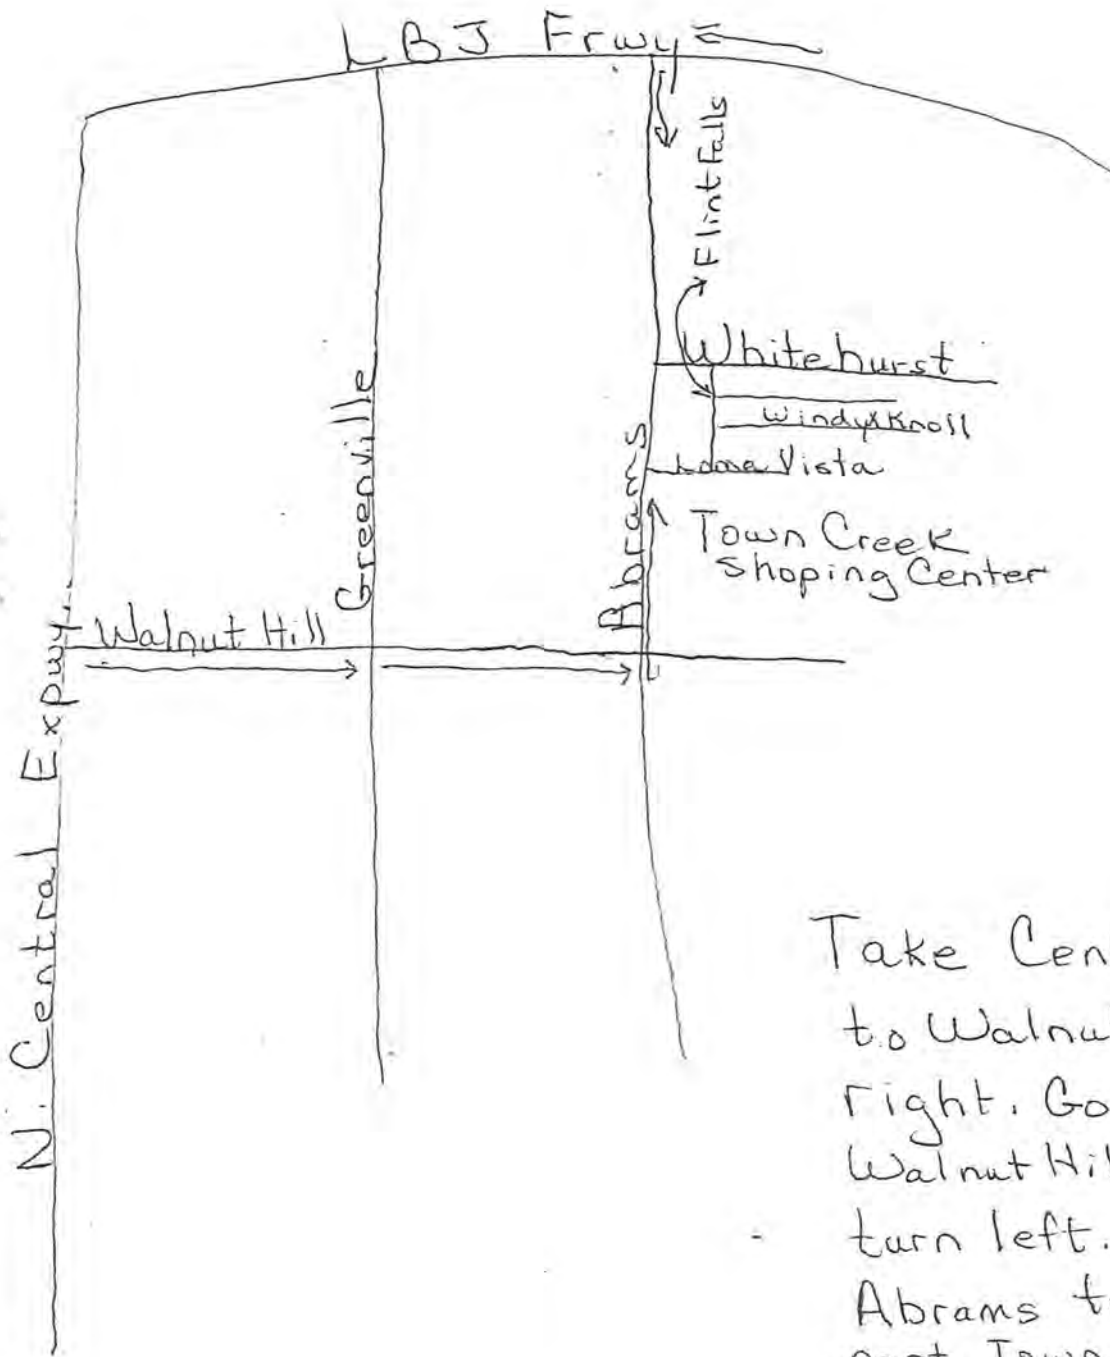 LBJ Frwy
Flint Falls
Whitehurst
Windy Knoll
Loma Vista
Greenville
Abrams
Town Creek
Shoping Center
Walnut Hill
N. Central Expwy.
Take Cen
to Walnu
right. Go
Walnut Hil
turn left.
Abrams t